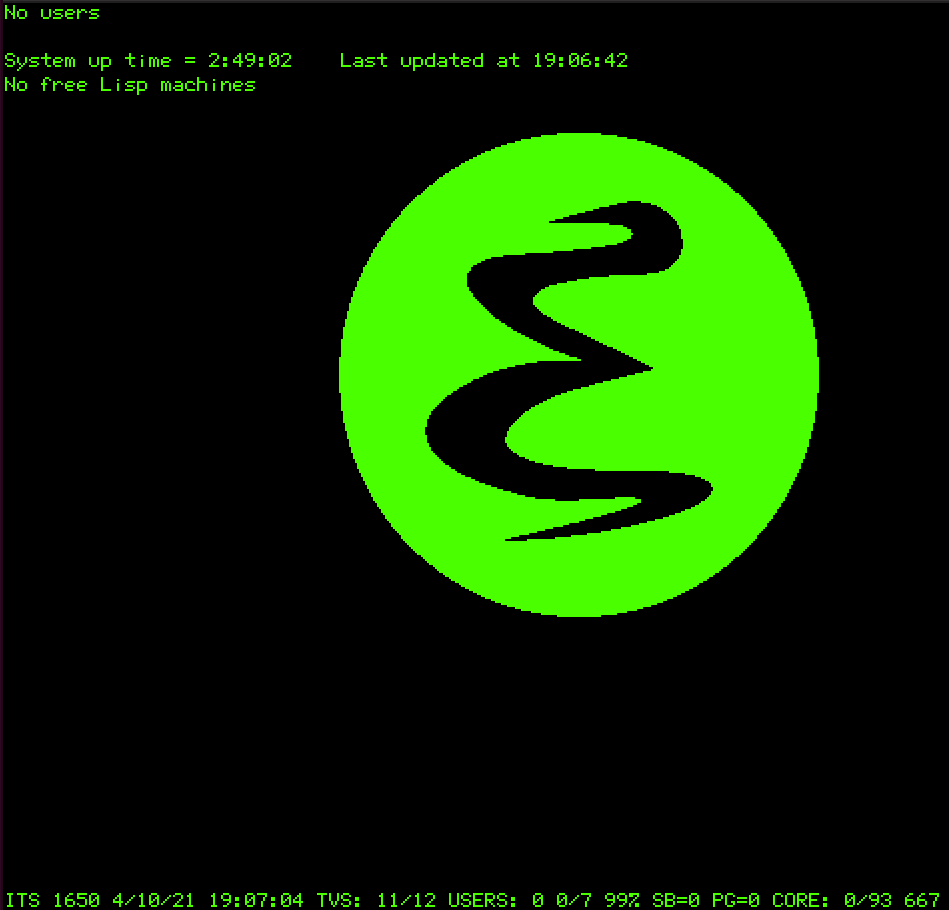 No users
System up time = 2:49:02    Last updated at 19:06:42
No free Lisp machines
ITS 1650 4/10/21 19:07:04 TVS: 11/12 USERS: 0 0/7 99% SB=0 PG=0 CORE: 0/93 667